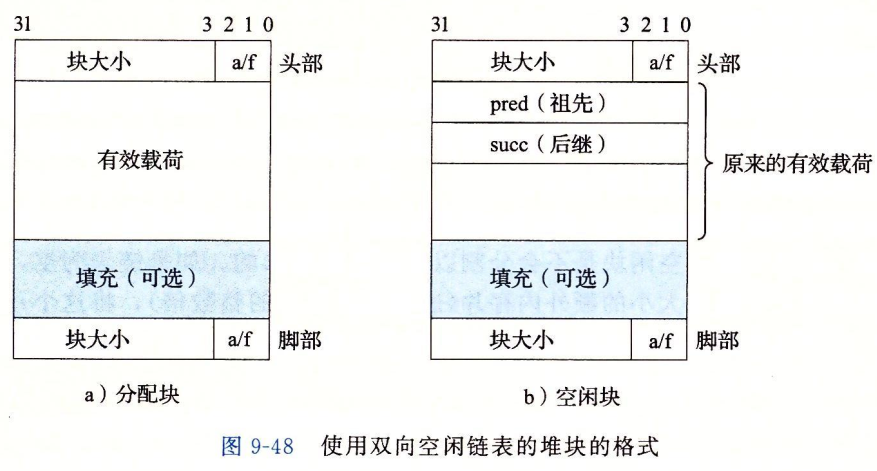 31 3 2 1 0
块大小 a/f 头部
有效载荷
填充（可选）
块大小 a/f 脚部
a）分配块
31 3 2 1 0
块大小 a/f 头部
pred（祖先）
succ（后继）
原来的有效载荷
填充（可选）
块大小 a/f 脚部
b）空闲块
图 9-48 使用双向空闲链表的堆块的格式